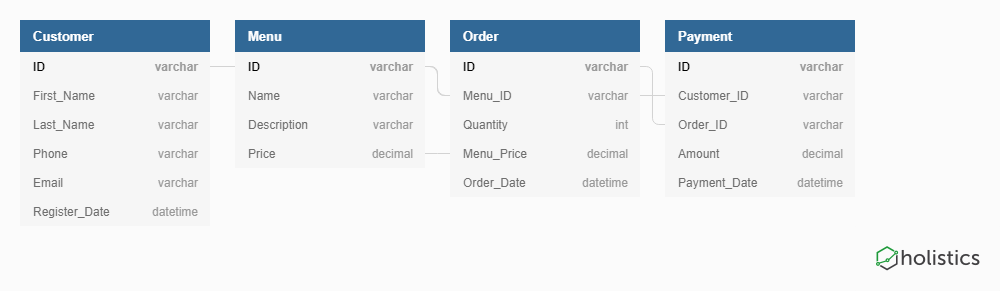 Customer
ID varchar
First_Name varchar
Last_Name varchar
Phone varchar
Email varchar
Register_Date datetime
Menu
ID varchar
Name varchar
Description varchar
Price decimal
Order
ID varchar
Menu_ID varchar
Quantity int
Menu_Price decimal
Order_Date datetime
Payment
ID varchar
Customer_ID varchar
Order_ID varchar
Amount decimal
Payment_Date datetime
holistics